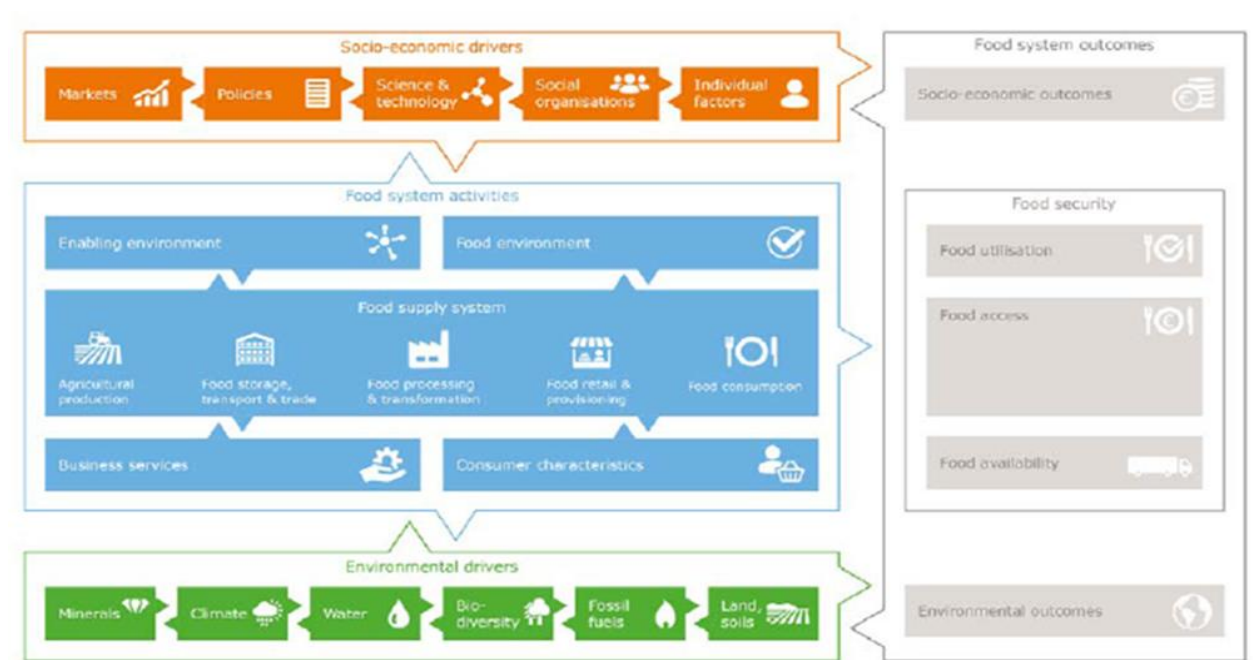 Socio-economic drivers
Markets
Policies
Science &
technology
Social
organisations
Individual
factors
Food system activities
Enabling environment
Food environment
Food supply system
Agricultural
production
Food storage,
transport & trade
Food processing
& transformation
Food retail &
provisioning
Food consumption
Business services
Consumer characteristics
Environmental drivers
Minerals
Climate
Water
Bio-
diversity
Fossil
fuels
Land,
soils
Food system outcomes
Socio-economic outcomes
Food security
Food utilisation
Food access
Food availability
Environmental outcomes